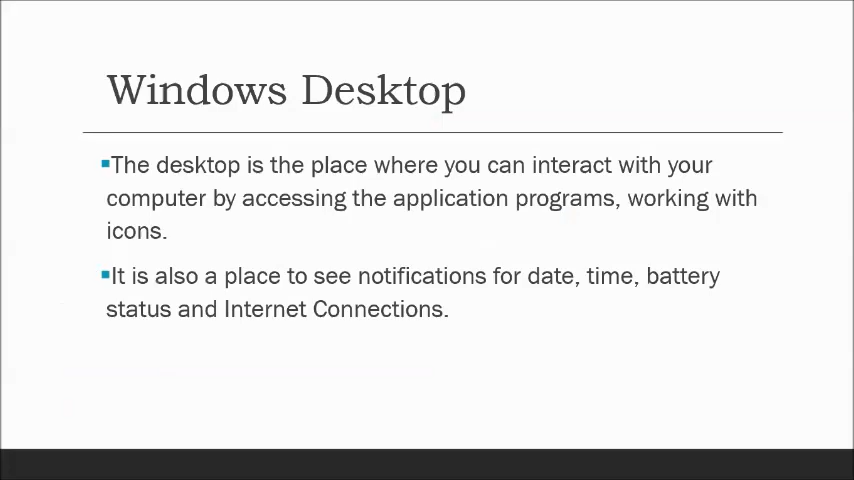 Windows Desktop
▪The desktop is the place where you can interact with your
computer by accessing the application programs, working with
icons.
▪It is also a place to see notifications for date, time, battery
status and Internet Connections.